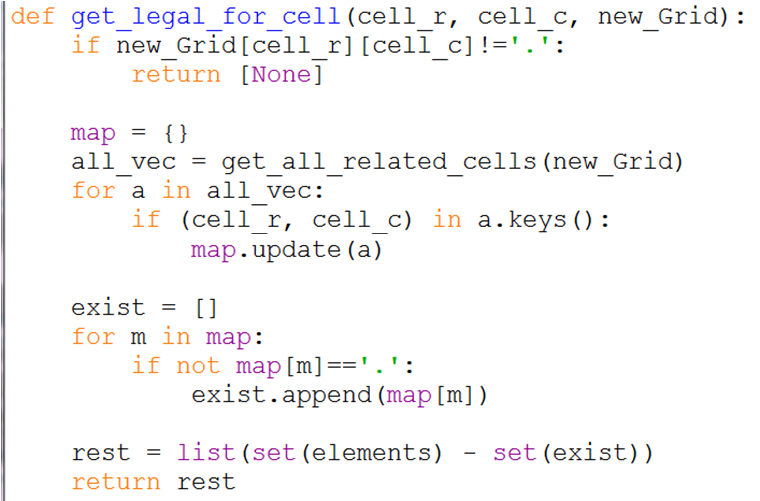 def get_legal_for_cell(cell_r, cell_c, new_Grid):
    if new_Grid[cell_r][cell_c]!='.':
        return [None]

    map = {}
    all_vec = get_all_related_cells(new_Grid)
    for a in all_vec:
        if (cell_r, cell_c) in a.keys():
            map.update(a)

    exist = []
    for m in map:
        if not map[m]=='.':
            exist.append(map[m])

    rest = list(set(elements) - set(exist))
    return rest